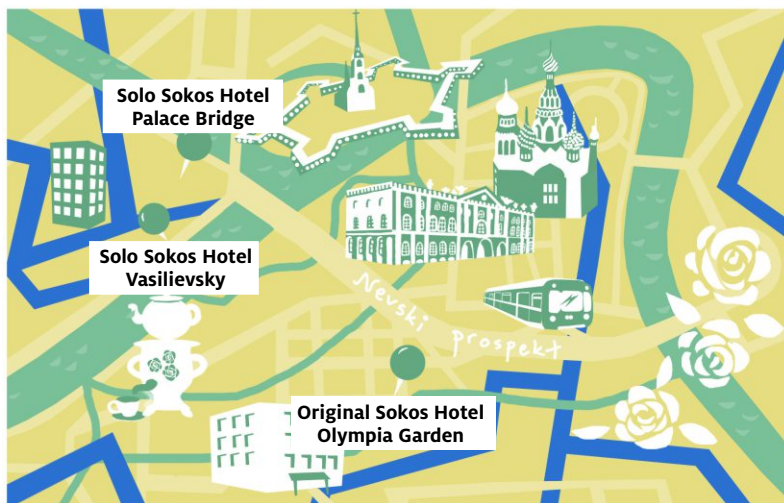 Solo Sokos Hotel
Palace Bridge
Solo Sokos Hotel
Vasilievsky
Nevski prospekt
Original Sokos Hotel
Olympia Garden